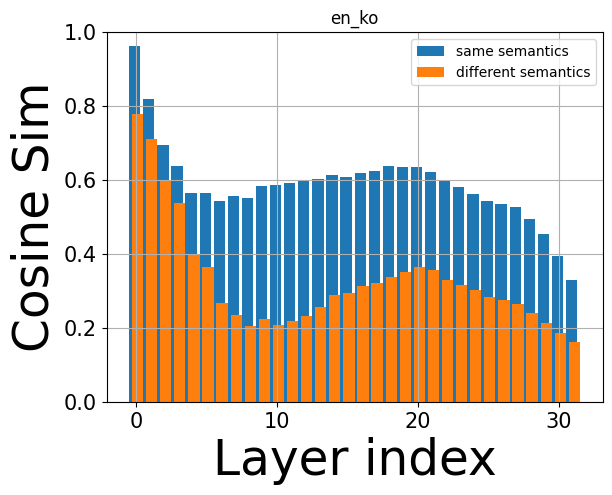 en_ko
same semantics
different semantics
Cosine Sim
1.0
0.8
0.6
0.4
0.2
0.0
0 10 20 30
Layer index